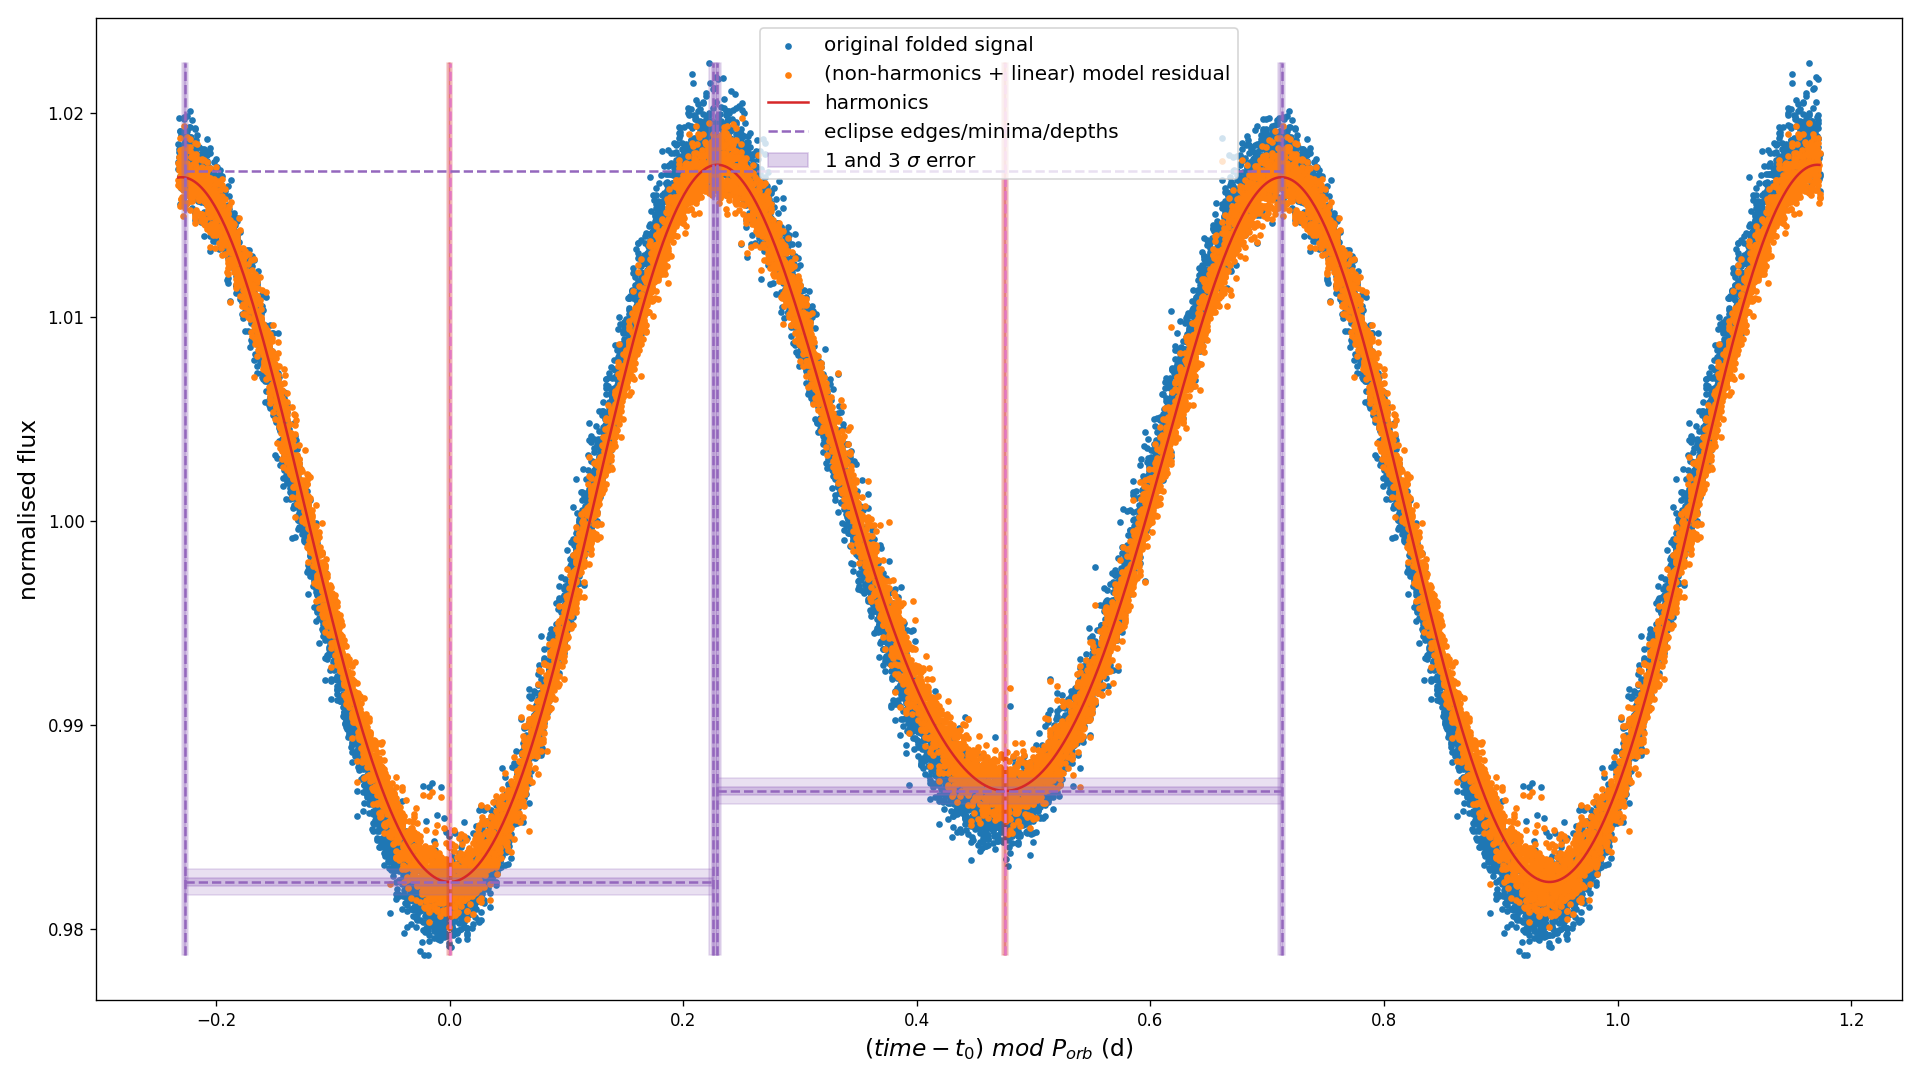 original folded signal
(non-harmonics + linear) model residual
harmonics
eclipse edges/minima/depths
1 and 3 σ error
normalised flux
1.02
1.01
1.00
0.99
0.98
−0.2 0.0 0.2 0.4 0.6 0.8 1.0 1.2
(time − t₀) mod Pₒᵣᵦ (d)